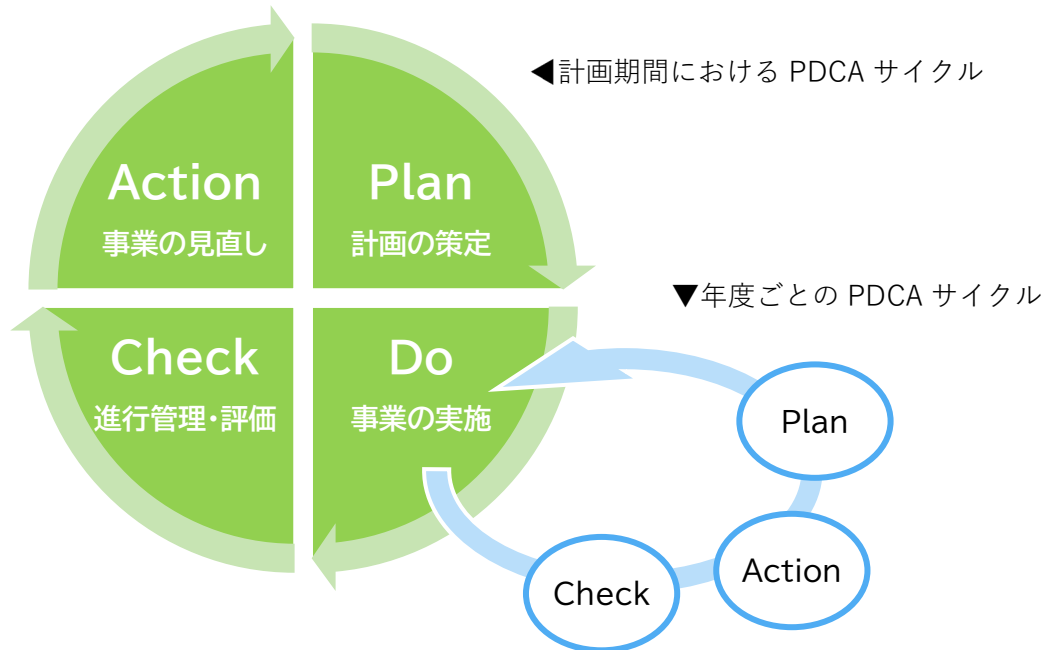 ◀計画期間における PDCA サイクル
Action
事業の見直し
Plan
計画の策定
▼年度ごとの PDCA サイクル
Check
進行管理・評価
Do
事業の実施
Plan
Action
Check